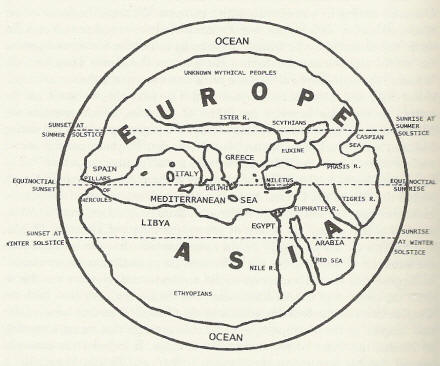 OCEAN
UNKNOWN MYTHICAL PEOPLES
EUROPE
ISTER R.
SCYTHIANS
SUNSET AT
SUMMER SOLSTICE
SUNRISE AT
SUMMER
SOLSTICE
CASPIAN
SEA
EUXINE
GREECE
PHASIS R.
SPAIN
ITALY
PILLARS
OF
HERCULES
DELPHI
MILETUS
EQUINOCTIAL
SUNSET
EQUINOCTIAL
SUNRISE
MEDITERRANEAN SEA
TIGRIS R.
EUPHRATES R.
LIBYA
EGYPT
SUNSET AT
WINTER SOLSTICE
SUNRISE
AT WINTER
SOLSTICE
ASIA
ARABIA
RED SEA
NILE R.
ETHYOPIANS
OCEAN